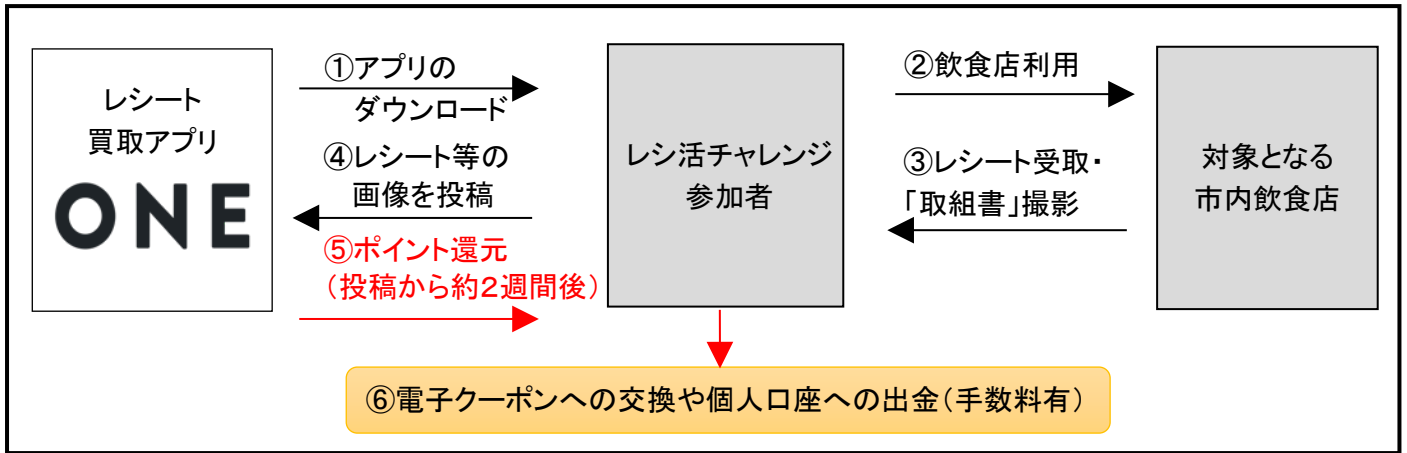 レシート
買取アプリ
ONE
①アプリの
ダウンロード
④レシート等の
画像を投稿
⑤ポイント還元
（投稿から約２週間後）
レシ活チャレンジ
参加者
②飲食店利用
③レシート受取・
「取組書」撮影
対象となる
市内飲食店
⑥電子クーポンへの交換や個人口座への出金（手数料有）